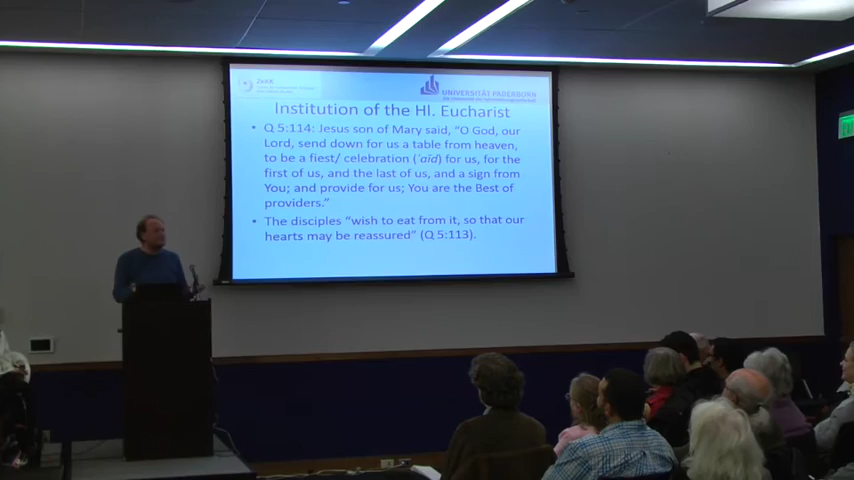 ZeKK
UNIVERSITÄT PADERBORN
Institution of the Hl. Eucharist
• Q 5:114: Jesus son of Mary said, “O God, our
Lord, send down for us a table from heaven,
to be a fiest/ celebration (ʿaīd) for us, for the
first of us, and the last of us, and a sign from
You; and provide for us; You are the Best of
providers.”
• The disciples “wish to eat from it, so that our
hearts may be reassured” (Q 5:113).